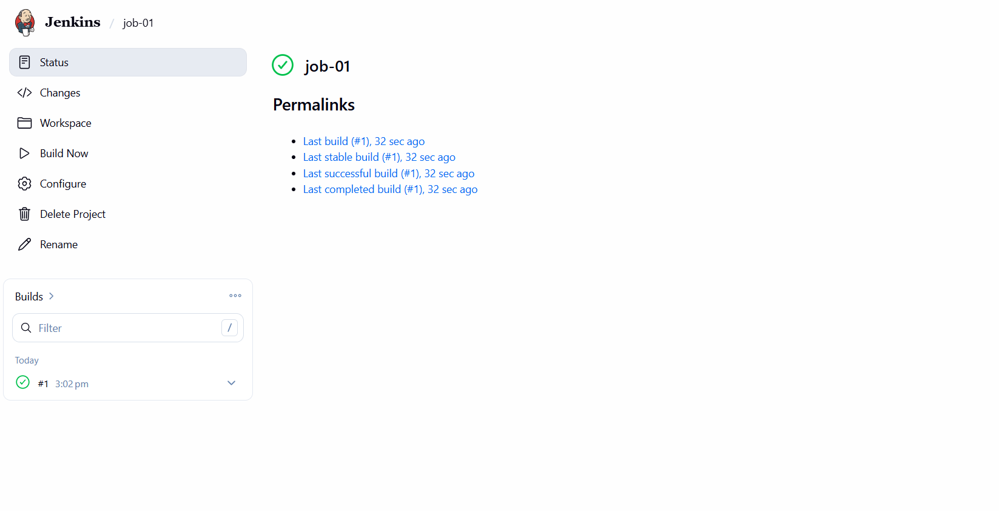 Jenkins / job-01
Status
Changes
Workspace
Build Now
Configure
Delete Project
Rename
Builds
Filter /
Today
#1 3:02 pm
job-01
Permalinks
Last build (#1), 32 sec ago
Last stable build (#1), 32 sec ago
Last successful build (#1), 32 sec ago
Last completed build (#1), 32 sec ago